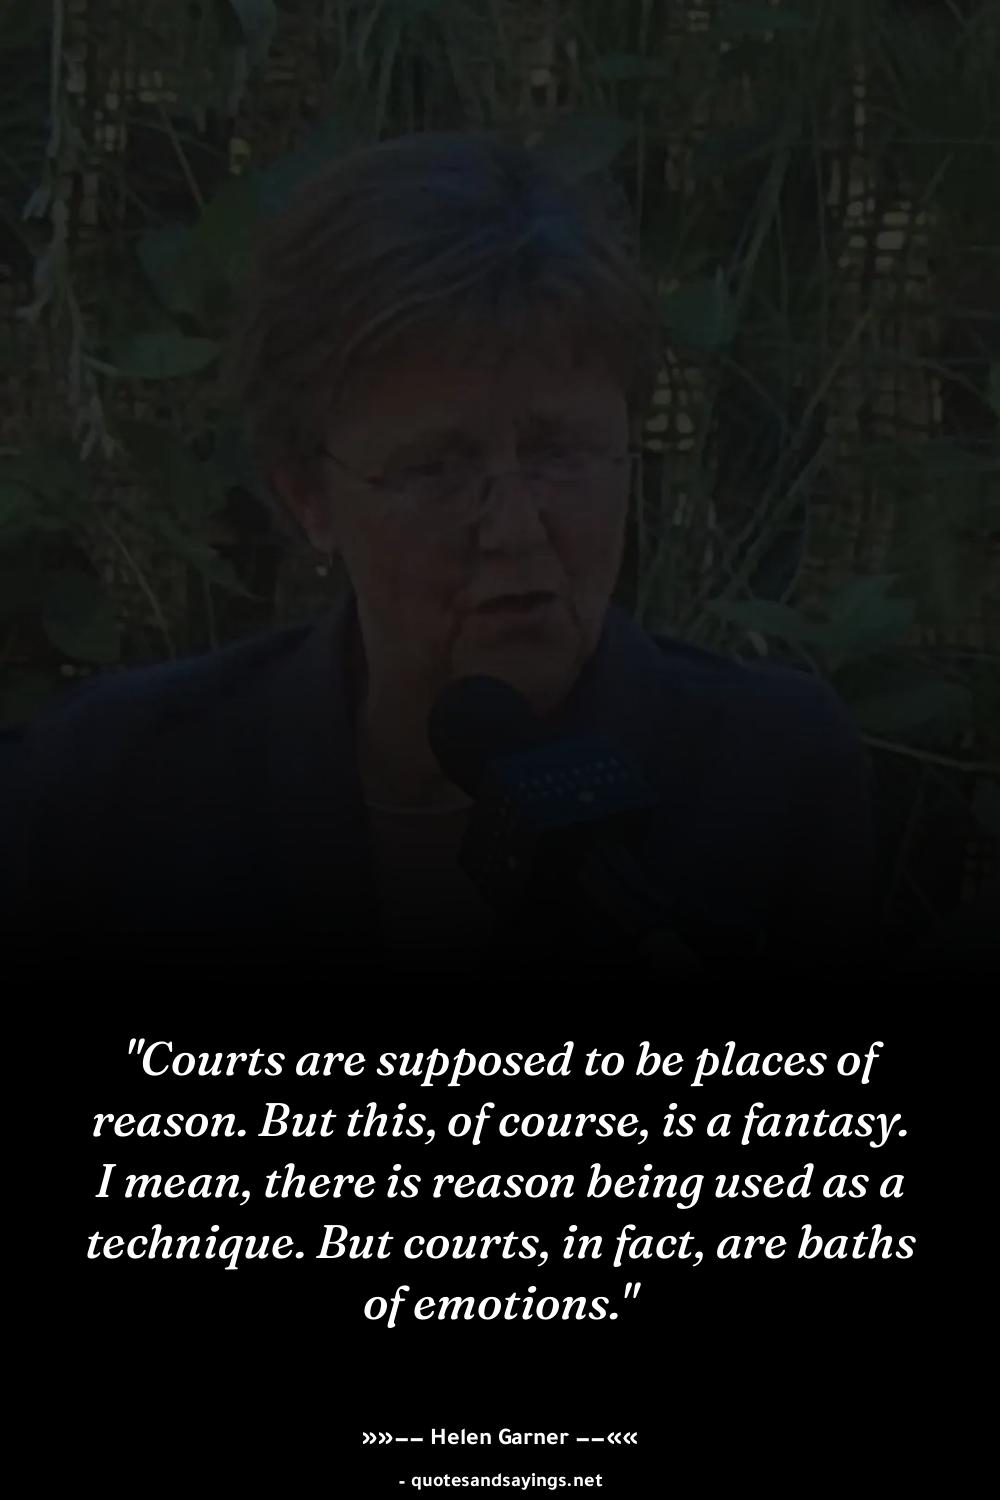 "Courts are supposed to be places of
reason. But this, of course, is a fantasy.
I mean, there is reason being used as a
technique. But courts, in fact, are baths
of emotions."
»»—— Helen Garner ——««
- quotesandsayings.net